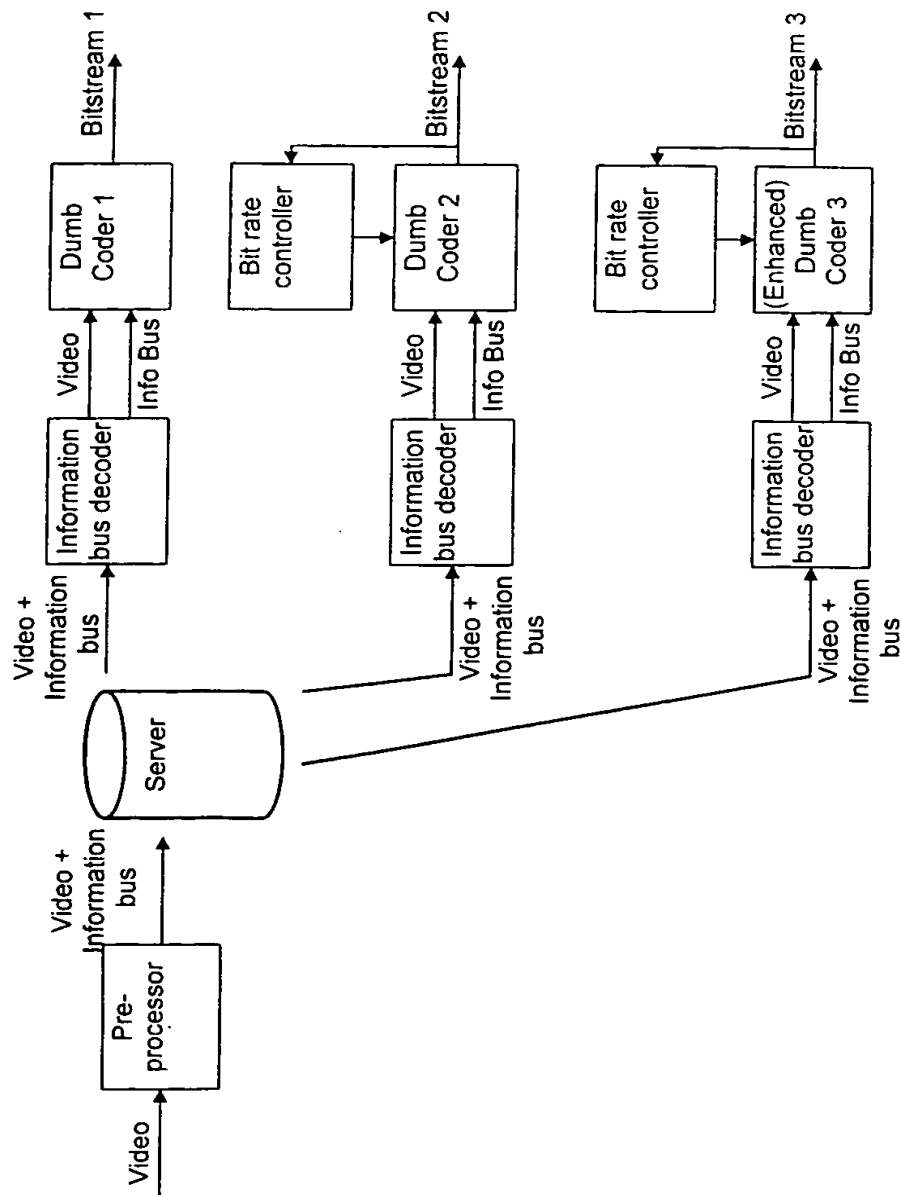 Video
Pre-
processor
Video +
Information
bus
Server
Video +
Information
bus
Information
bus decoder
Video
Info Bus
Dumb
Coder 1
Bitstream 1
Video +
Information
bus
Information
bus decoder
Video
Info Bus
Bit rate
controller
Dumb
Coder 2
Bitstream 2
Video +
Information
bus
Information
bus decoder
Video
Info Bus
Bit rate
controller
(Enhanced)
Dumb
Coder 3
Bitstream 3